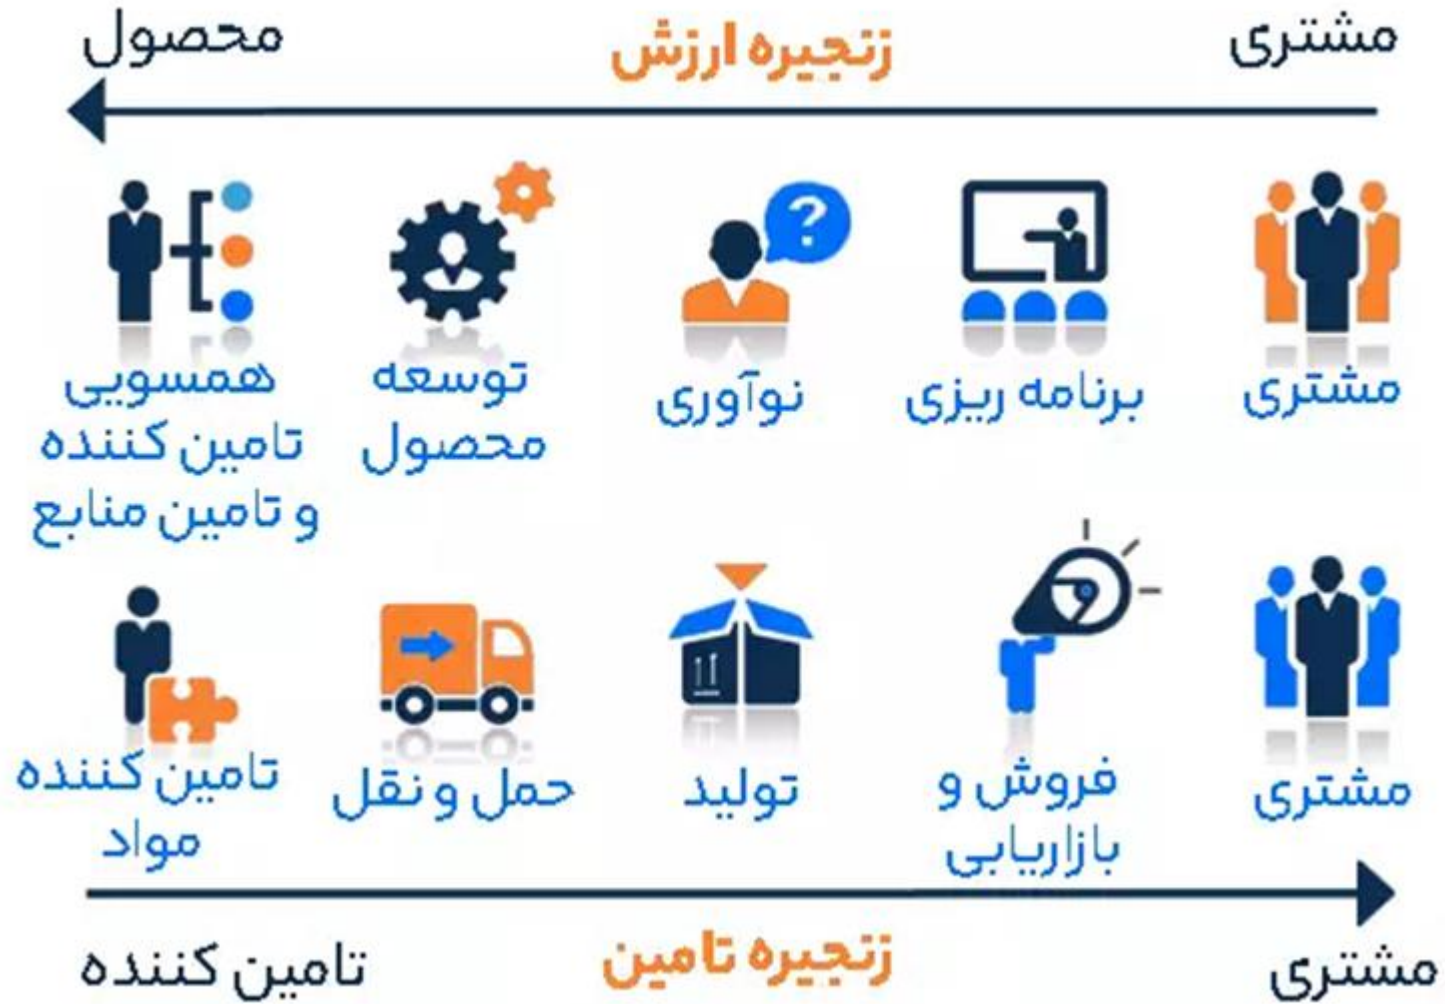 مشتری
زنجیره ارزش
محصول
مشتری
برنامه ریزی
نوآوری
توسعه
محصول
همسویی
تامین کننده
و تامین منابع
مشتری
فروش و
بازاریابی
تولید
حمل و نقل
تامین کننده
مواد
مشتری
زنجیره تامین
تامین کننده